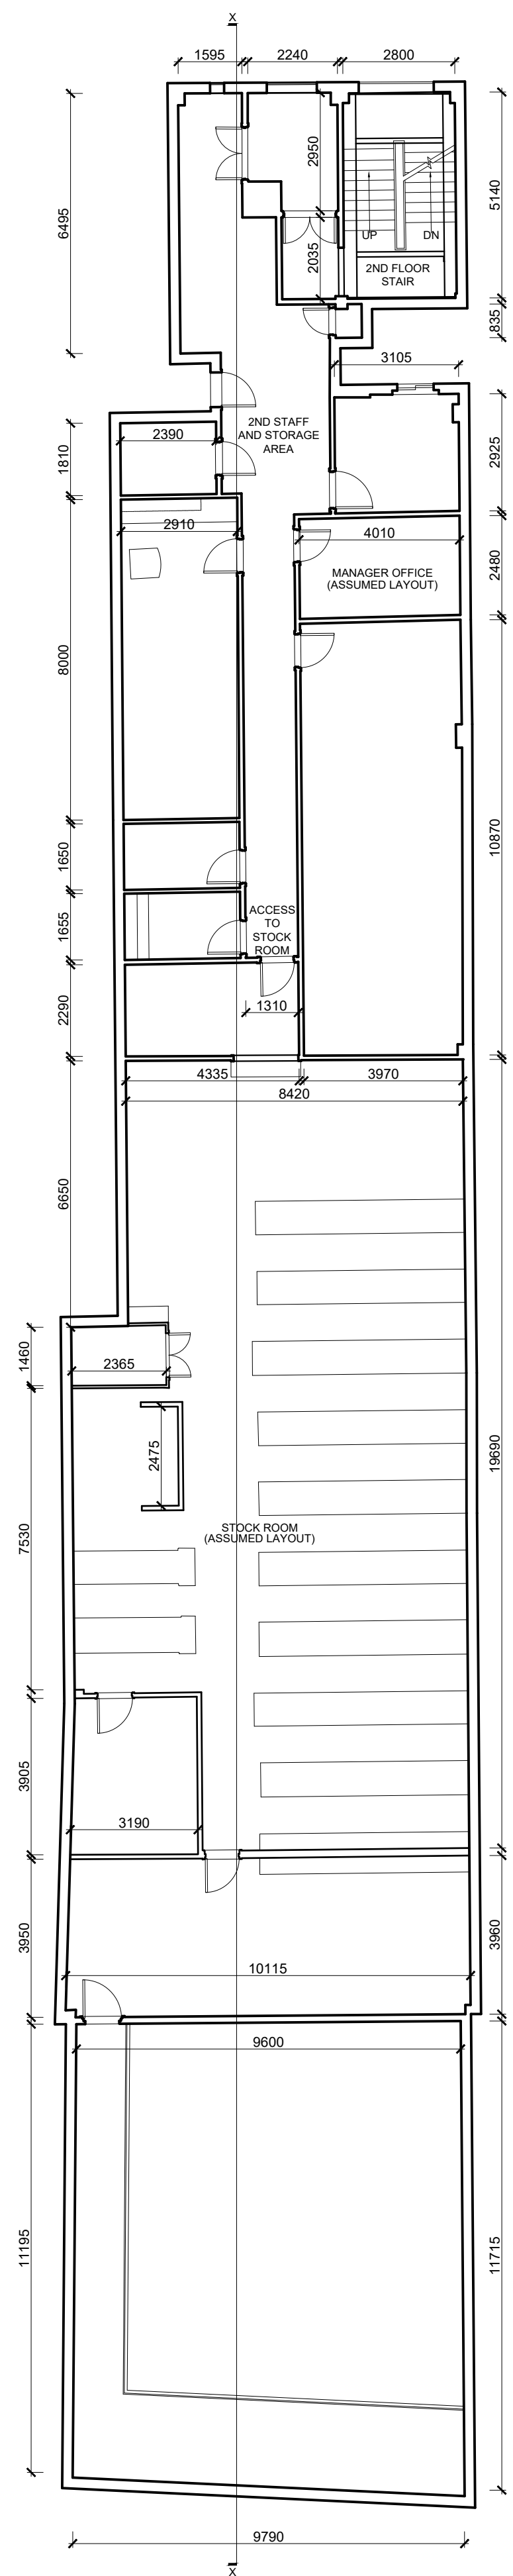 X
1595
2240
2800
2950
6495
5140
UP
DN
2035
2ND FLOOR
STAIR
835
3105
2ND STAFF
AND STORAGE
AREA
2390
1810
2925
2910
4010
2480
MANAGER OFFICE
(ASSUMED LAYOUT)
8000
10870
1650
1655
ACCESS
TO
STOCK
ROOM
2290
1310
4335
3970
8420
6650
1460
2365
2475
19690
7530
STOCK ROOM
(ASSUMED LAYOUT)
3905
3190
3950
3960
10115
9600
11195
11715
9790
X